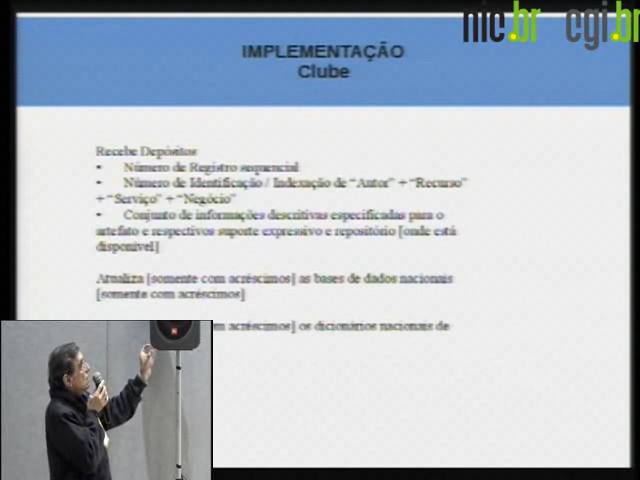 nic.br cgi.br
IMPLEMENTAÇÃO
Clube
Recebe Depósitos
• Número de Registro sequencial
• Número de Identificação / Indexação de “Autor” + “Recurso”
+ “Serviço” + “Negócio”
• Conjunto de informações descritivas especificadas para o
artefato e respectivos suporte expressivo e repositório [onde está
disponível]
Atualiza [somente com acréscimos] as bases de dados nacionais
[somente com acréscimos]
em acréscimos] os dicionários nacionais de